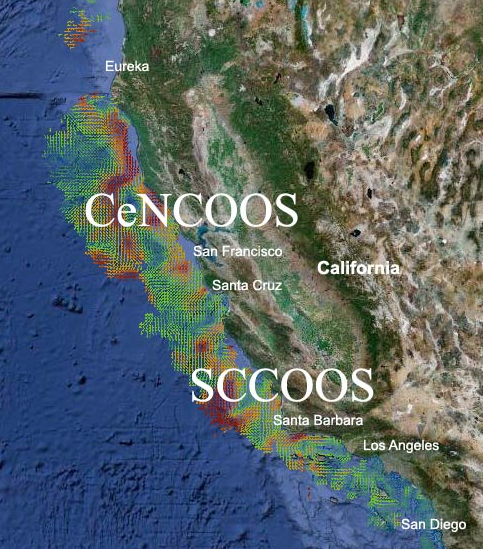 Eureka
CeNCOOS
San Francisco
California
Santa Cruz
SCCOOS
Santa Barbara
Los Angeles
San Diego